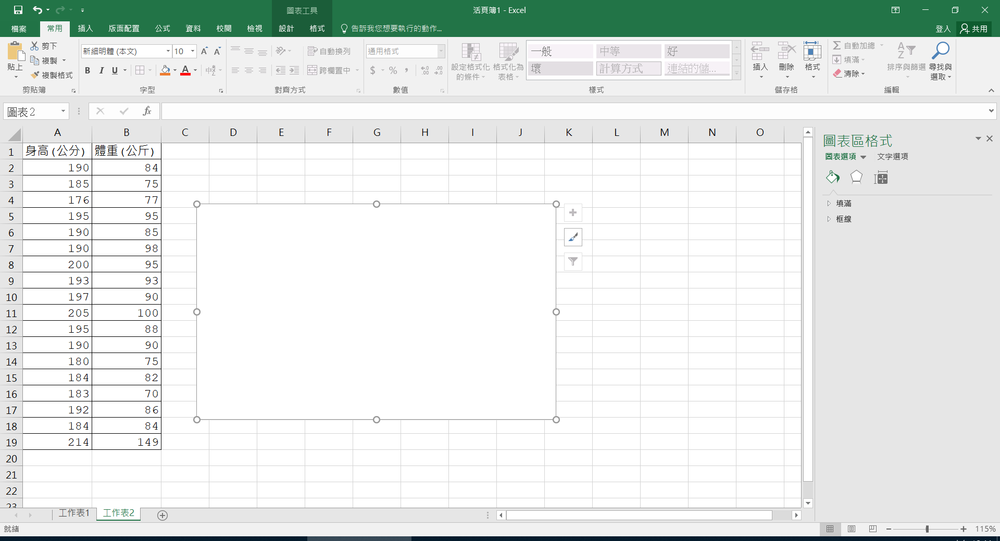 圖表工具
活頁簿1 - Excel
檔案 常用 插入 版面配置 公式 資料 校閱 檢視 設計 格式 告訴我您想要執行的動作... 登入 共用
貼上 剪下 複製 複製格式 剪貼簿
新細明體 (本文) 10 A A
B I U A 字型
自動換列 跨欄置中 對齊方式
通用格式 $ % , 數值
設定格式化的條件 格式化為表格
一般 中等 好
壞 計算方式 連結的儲...
樣式
插入 刪除 格式 儲存格
自動加總 填滿 清除 排序與篩選 尋找與選取 編輯
圖表 2 fx
A B C D E F G H I J K L M N O
1 身高(公分) 體重(公斤)
2 190 84
3 185 75
4 176 77
5 195 95
6 190 85
7 190 98
8 200 95
9 193 93
10 197 90
11 205 100
12 195 88
13 190 90
14 180 75
15 184 82
16 183 70
17 192 86
18 184 84
19 214 149
20
21
22
23
圖表區格式
圖表選項 文字選項
填滿
框線
工作表1 工作表2
就緒 115%